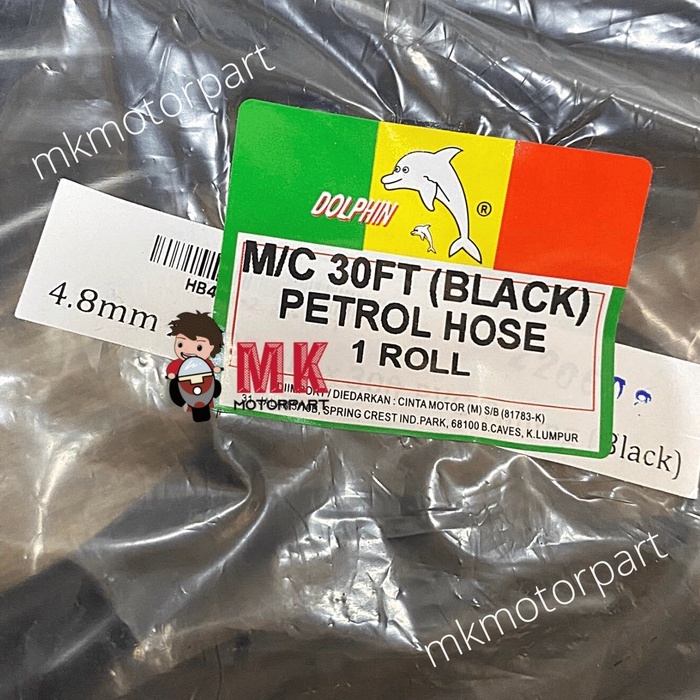 mkmotorpart
DOLPHIN ®
M/C 30FT (BLACK)
PETROL HOSE
1 ROLL
HB4
4.8mm
MK
MOTORPART
/ DIEDARKAN : CINTA MOTOR (M) S/B (81783-K)
SPRING CREST IND.PARK, 68100 B.CAVES, K.LUMPUR
Black)
mkmotorpart